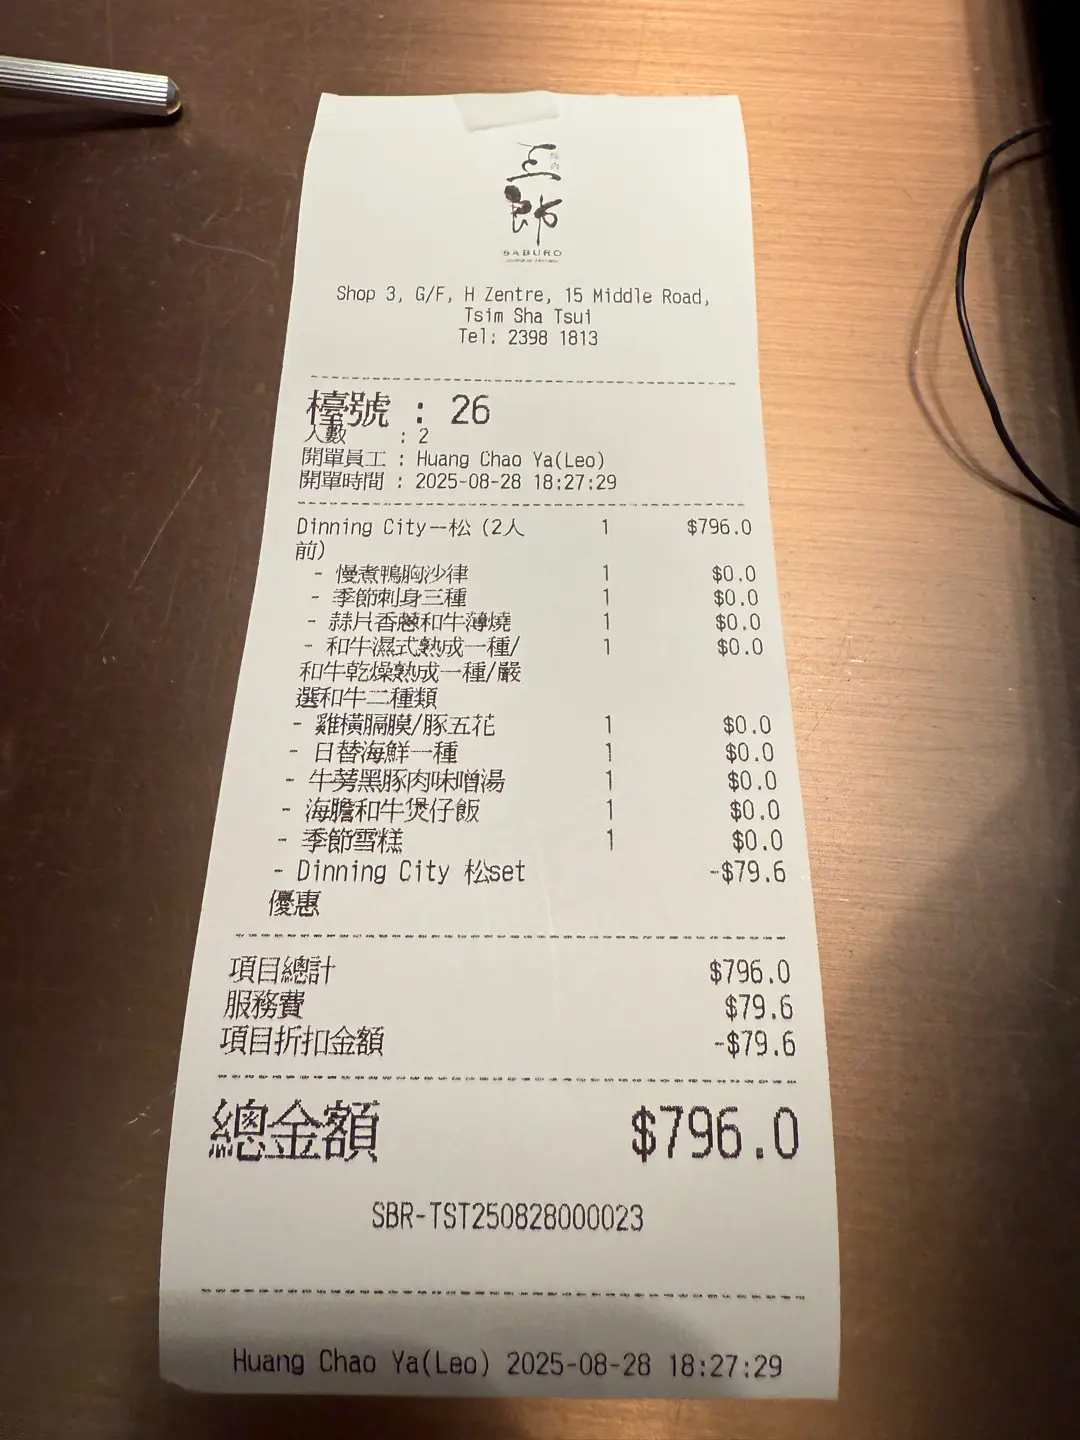 三郎
SABURO
Shop 3, G/F, H Zentre, 15 Middle Road,
Tsim Sha Tsui
Tel: 2398 1813
檯號 : 26
人數 : 2
開單員工 : Huang Chao Ya(Leo)
開單時間 : 2025-08-28 18:27:29
Dinning City一松 (2人 1 $796.0
前)
- 慢煮鴨胸沙律 1 $0.0
- 季節刺身三種 1 $0.0
- 蒜片香蔥和牛薄燒 1 $0.0
- 和牛濕式熟成一種/ 1 $0.0
和牛乾燥熟成一種/嚴
選和牛二種類
- 雞橫膈膜/豚五花 1 $0.0
- 日替海鮮一種 1 $0.0
- 牛蒡黑豚肉味噌湯 1 $0.0
- 海膽和牛煲仔飯 1 $0.0
- 季節雪糕 1 $0.0
- Dinning City 松set -$79.6
優惠
項目總計 $796.0
服務費 $79.6
項目折扣金額 -$79.6
總金額 $796.0
SBR-TST250828000023
Huang Chao Ya(Leo) 2025-08-28 18:27:29